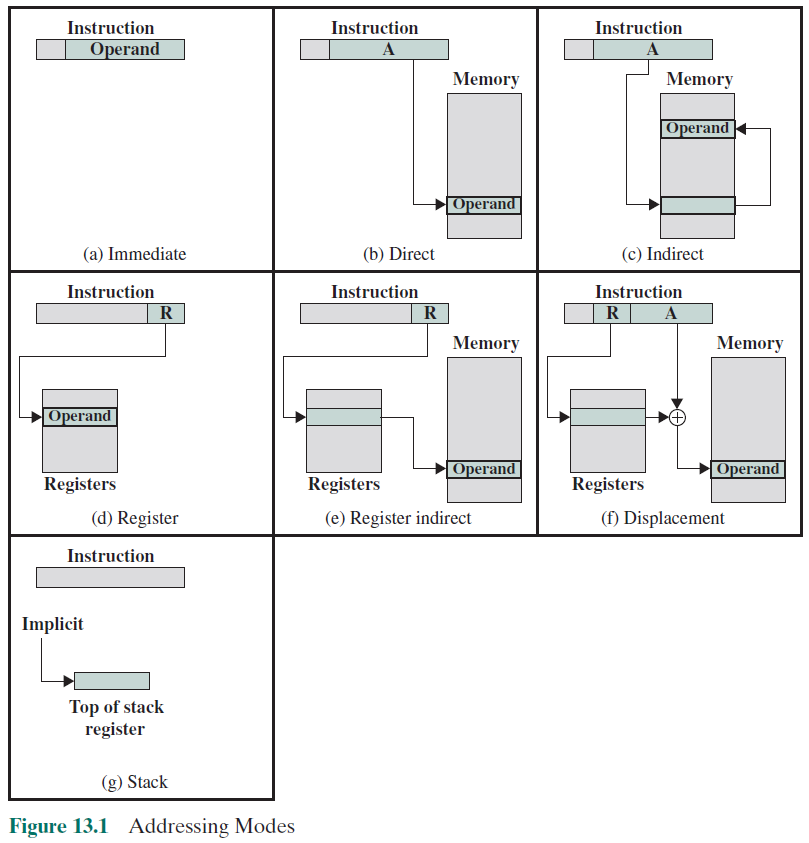 Instruction
Operand
(a) Immediate
Instruction
A
Memory
Operand
(b) Direct
Instruction
A
Memory
Operand
(c) Indirect
Instruction
R
Operand
Registers
(d) Register
Instruction
R
Memory
Operand
Registers
(e) Register indirect
Instruction
R A
Memory
Operand
Registers
(f) Displacement
Instruction
Implicit
Top of stack
register
(g) Stack
Figure 13.1 Addressing Modes